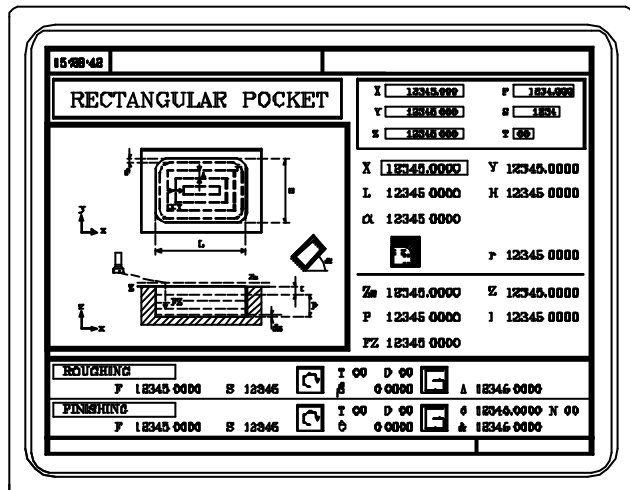 15:28:42
RECTANGULAR POCKET
X 12345.000 F 1234.000
Y 12345.000 S 1234
Z 12345.000 T 00
X 12345.0000 Y 12345.0000
L 12345.0000 H 12345.0000
α 12345.0000
r 12345.0000
Zs 12345.0000 Z 12345.0000
P 12345.0000 I 12345.0000
FZ 12345.0000
y
x
L
H
Δ
α
z
x
Z
Zs
FZ
I
P
δz
ROUGHING
F 12345.0000 S 12345 T 00 D 00
β 0.0000 Δ 12345.0000
FINISHING
F 12345.0000 S 12345 T 00 D 00 δ 12345.0000 N 00
θ 0.0000 δz 12345.0000